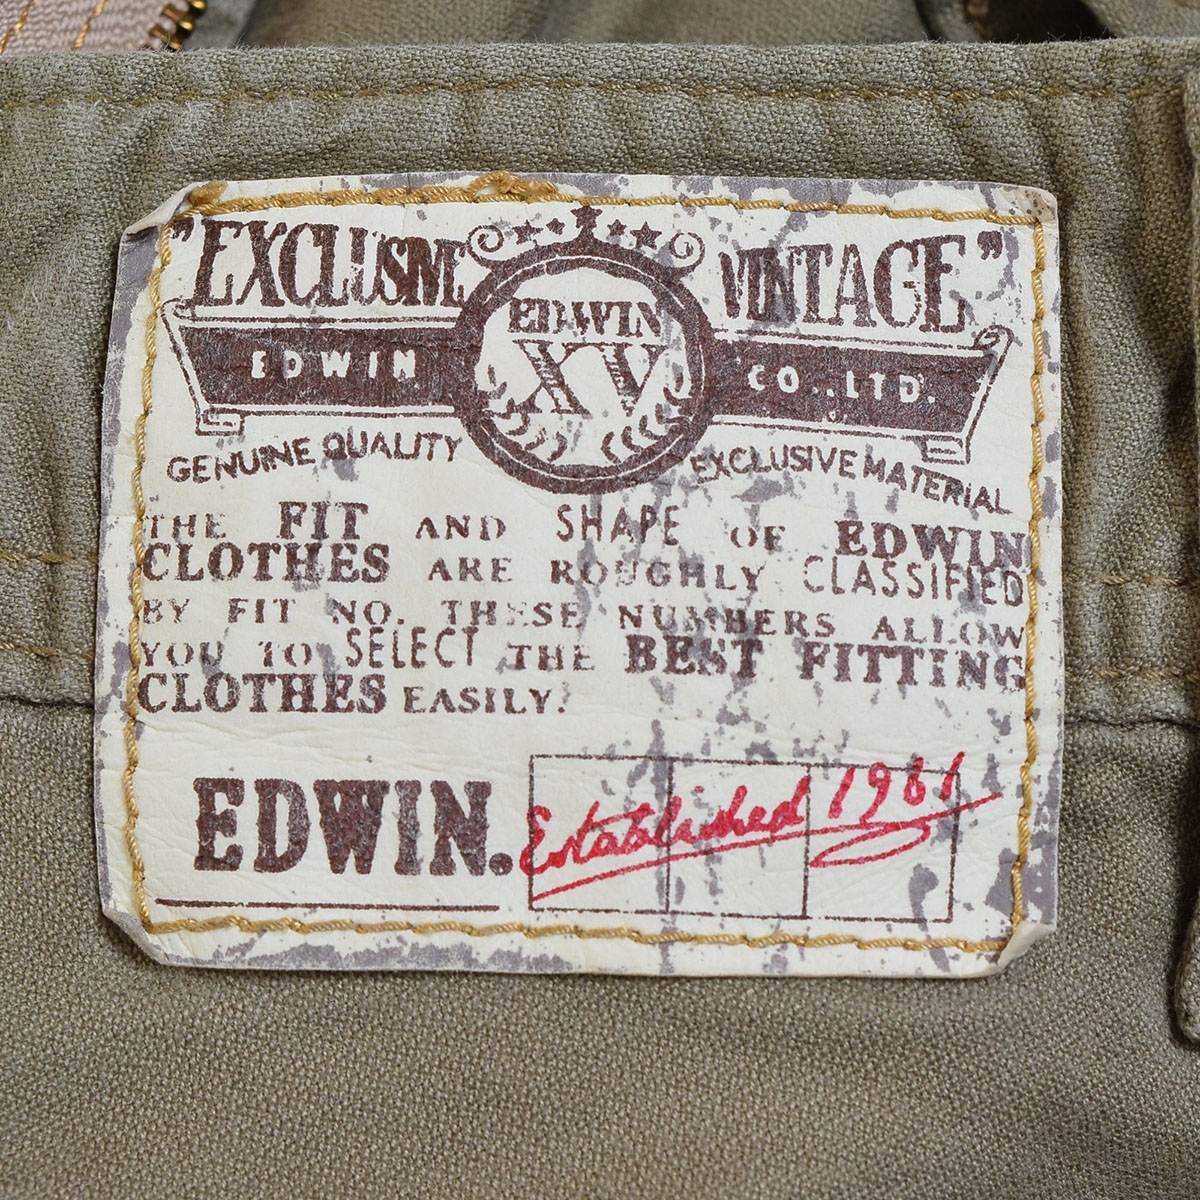 "EXCLUSIVE VINTAGE"
EDWIN
XV
EDWIN CO.,LTD.
GENUINE QUALITY EXCLUSIVE MATERIAL
THE FIT AND SHAPE OF EDWIN
CLOTHES ARE ROUGHLY CLASSIFIED
BY FIT NO. THESE NUMBERS ALLOW
YOU TO SELECT THE BEST FITTING
CLOTHES EASILY.
EDWIN. Established 1961